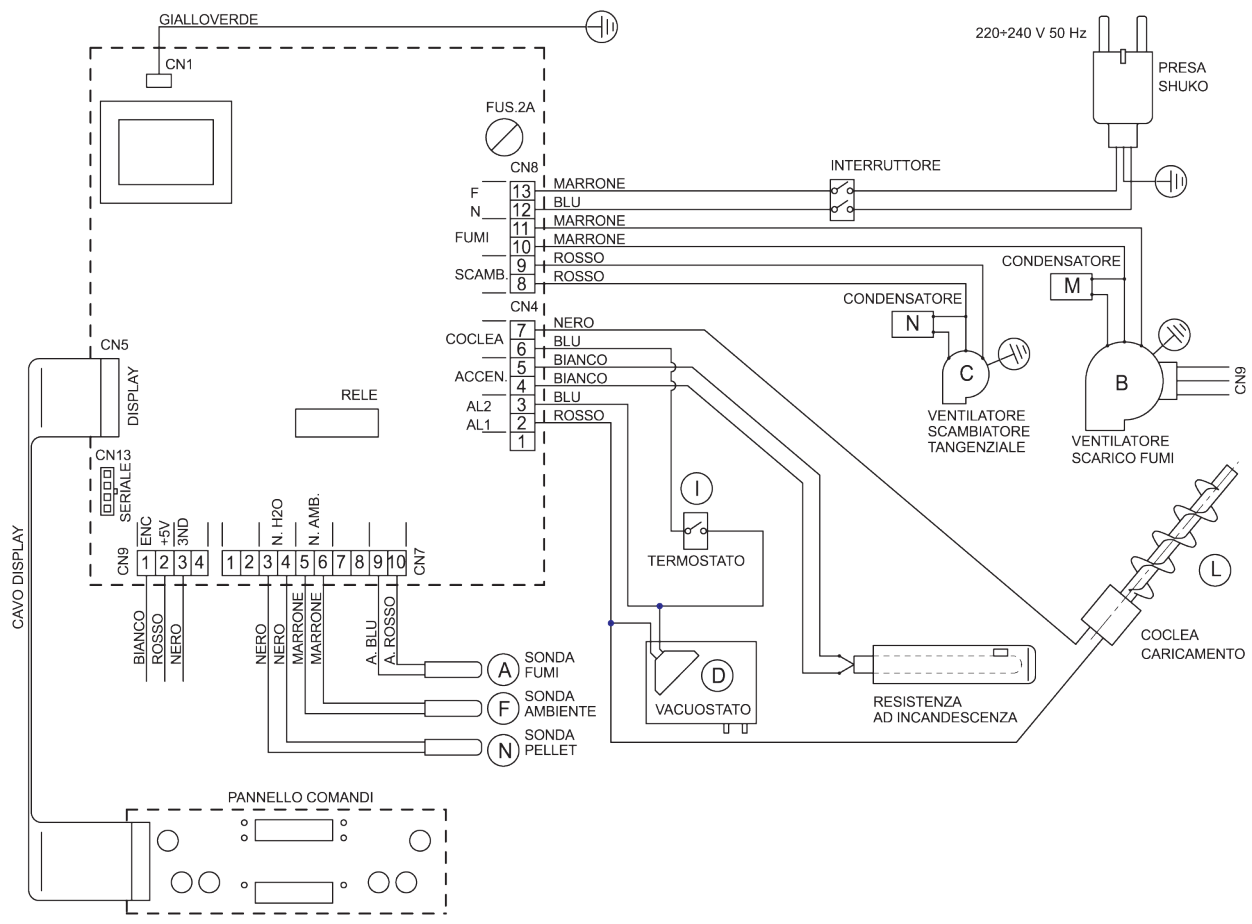 GIALLOVERDE
220÷240 V 50 Hz
PRESA
SHUKO
CN1
FUS.2A
CN8
INTERRUTTORE
F
13
MARRONE
N
12
BLU
FUMI
11
MARRONE
10
MARRONE
SCAMB.
9
ROSSO
8
ROSSO
CONDENSATORE
M
CONDENSATORE
N
CN4
COCLEA
7
NERO
6
BLU
ACCEN.
5
BIANCO
4
BIANCO
AL2
3
BLU
AL1
2
ROSSO
1
C
B
CN9
VENTILATORE
SCAMBIATORE
TANGENZIALE
VENTILATORE
SCARICO FUMI
CN5
DISPLAY
RELE
CN13
SERIALE
CAVO DISPLAY
ENC
+5V
3ND
N. H2O
N. AMB.
CN9
1 2 3 4
1 2 3 4 5 6 7 8 9 10
CN7
BIANCO
ROSSO
NERO
NERO
NERO
MARRONE
MARRONE
A. BLU
A. ROSSO
I
TERMOSTATO
L
COCLEA
CARICAMENTO
A
SONDA
FUMI
F
SONDA
AMBIENTE
N
SONDA
PELLET
D
VACUOSTATO
RESISTENZA
AD INCANDESCENZA
PANNELLO COMANDI